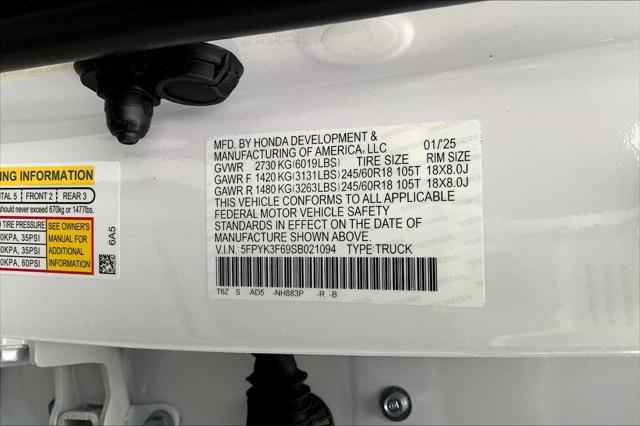 NG INFORMATION
TAL 5 FRONT 2 REAR 3
should never exceed 670kg or 1477lbs.
TIRE PRESSURE
0KPA, 35PSI
0KPA, 35PSI
0KPA, 60PSI
SEE OWNER'S
MANUAL FOR
ADDITIONAL
INFORMATION
6A5
MFD. BY HONDA DEVELOPMENT &
MANUFACTURING OF AMERICA, LLC 01/'25
GVWR 2730 KG(6019LBS) TIRE SIZE RIM SIZE
GAWR F 1420 KG(3131LBS) 245/60R18 105T 18X8.0J
GAWR R 1480 KG(3263LBS) 245/60R18 105T 18X8.0J
THIS VEHICLE CONFORMS TO ALL APPLICABLE
FEDERAL MOTOR VEHICLE SAFETY
STANDARDS IN EFFECT ON THE DATE OF
MANUFACTURE SHOWN ABOVE.
V.I.N. 5FPYK3F69SB021094 TYPE:TRUCK
T6Z S AD5 -NH883P -R -B